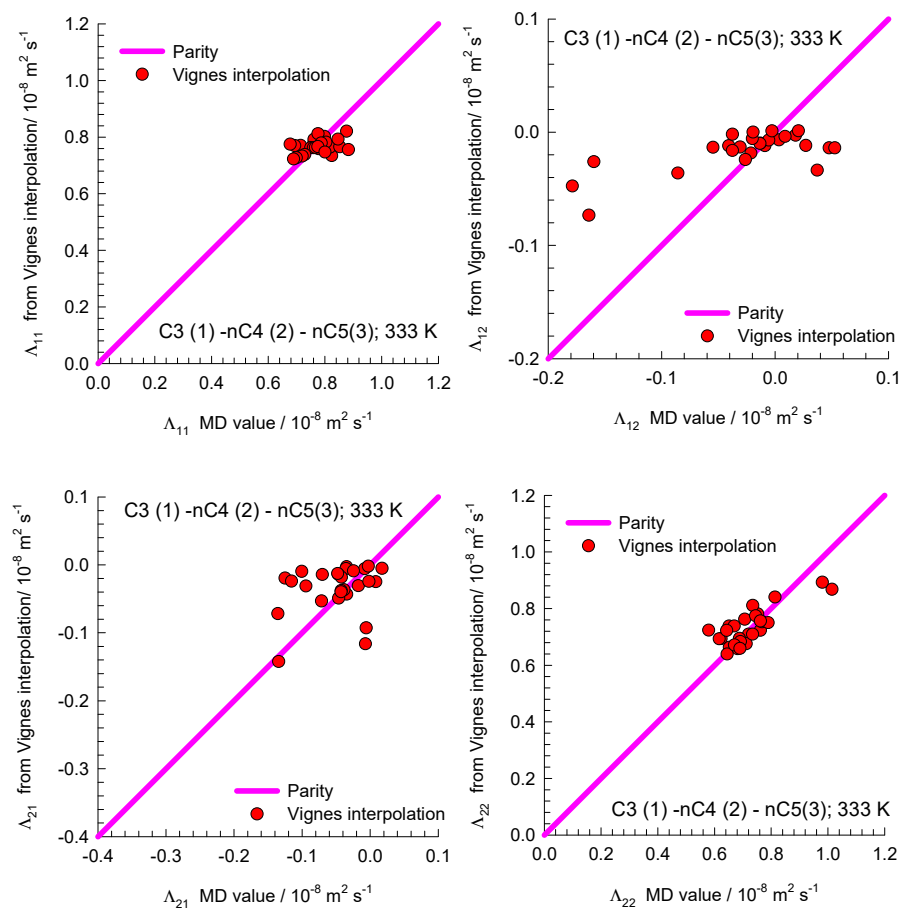 Λ11 from Vignes interpolation/ 10-8 m2 s-1
1.2
1.0
0.8
0.6
0.4
0.2
0.0
Parity
Vignes interpolation
C3 (1) -nC4 (2) - nC5(3); 333 K
0.0 0.2 0.4 0.6 0.8 1.0 1.2
Λ11 MD value / 10-8 m2 s-1
Λ12 from Vignes interpolation/ 10-8 m2 s-1
0.1
0.0
-0.1
-0.2
C3 (1) -nC4 (2) - nC5(3); 333 K
Parity
Vignes interpolation
-0.2 -0.1 0.0 0.1
Λ12 MD value / 10-8 m2 s-1
Λ21 from Vignes interpolation/ 10-8 m2 s-1
0.1
0.0
-0.1
-0.2
-0.3
-0.4
C3 (1) -nC4 (2) - nC5(3); 333 K
Parity
Vignes interpolation
-0.4 -0.3 -0.2 -0.1 0.0 0.1
Λ21 MD value / 10-8 m2 s-1
Λ22 from Vignes interpolation/ 10-8 m2 s-1
1.2
1.0
0.8
0.6
0.4
0.2
0.0
Parity
Vignes interpolation
C3 (1) -nC4 (2) - nC5(3); 333 K
0.0 0.2 0.4 0.6 0.8 1.0 1.2
Λ22 MD value / 10-8 m2 s-1